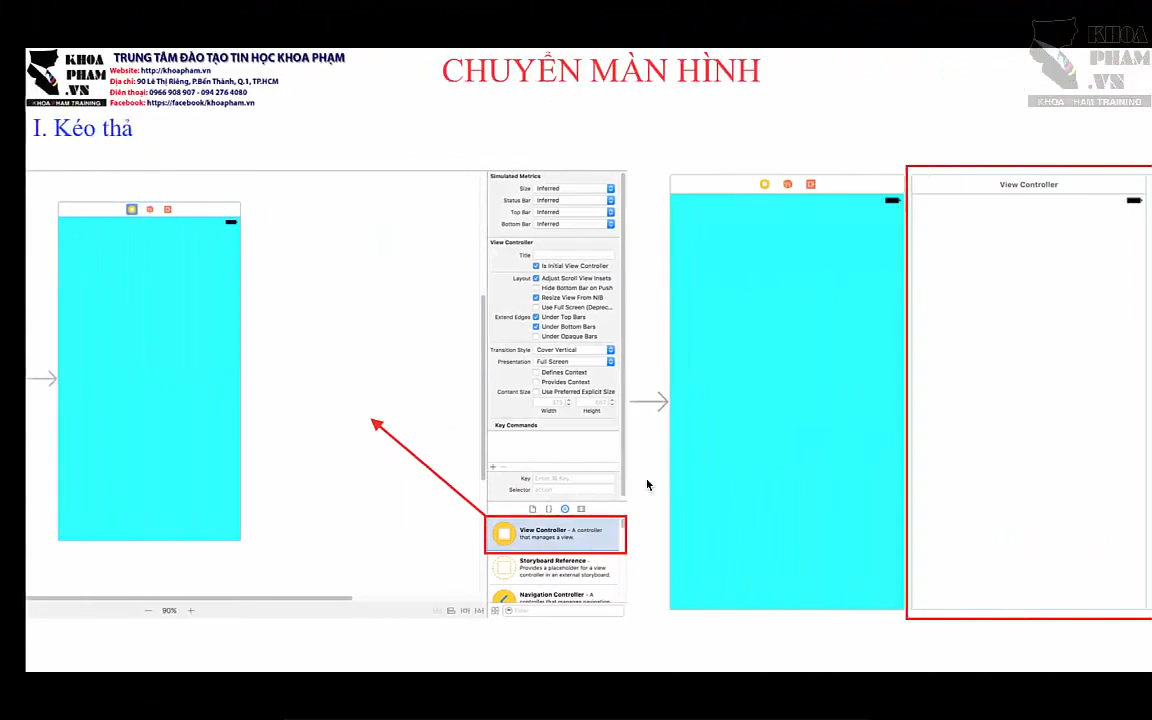 KHOA
PHAM
.VN
KHOA PHAM TRAINING
TRUNG TÂM ĐÀO TẠO TIN HỌC KHOA PHẠM
Website: http://khoapham.vn
Địa chỉ: 90 Lê Thị Riêng, P.Bến Thành, Q.1, TP.HCM
Điện thoại: 0966 908 907 - 094 276 4080
Facebook: https://facebook/khoapham.vn
CHUYỂN MÀN HÌNH
KHOA
PHAM
.VN
KHOA PHAM TRAINING
I. Kéo thả
Simulated Metrics
Size Inferred
Status Bar Inferred
Top Bar Inferred
Bottom Bar Inferred
View Controller
Title
Is Initial View Controller
Layout Adjust Scroll View Insets
Hide Bottom Bar on Push
Resize View From NIB
Use Full Screen (Deprec...
Extend Edges Under Top Bars
Under Bottom Bars
Under Opaque Bars
Transition Style Cover Vertical
Presentation Full Screen
Defines Context
Provides Context
Content Size Use Preferred Explicit Size
Width Height
Key Commands
Key
Selector
View Controller - A controller
that manages a view.
Storyboard Reference -
Provides a placeholder for a view
controller in an external storyboard.
Navigation Controller - A
controller that manages navigation
90%
Filter
View Controller